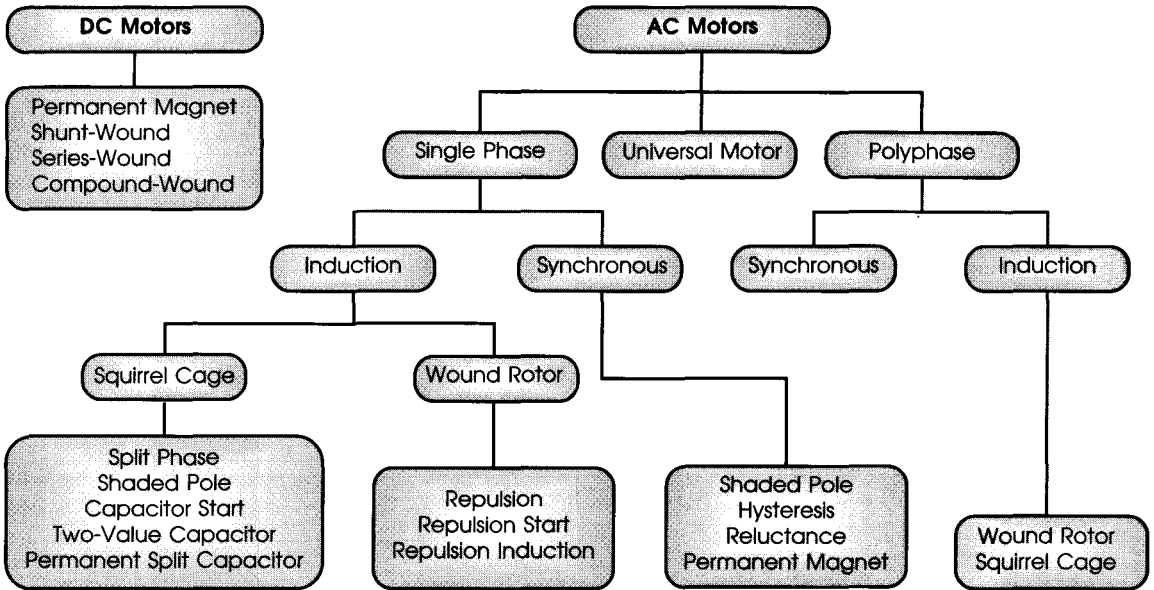 DC Motors
Permanent Magnet
Shunt-Wound
Series-Wound
Compound-Wound
AC Motors
Single Phase
Universal Motor
Polyphase
Induction
Synchronous
Synchronous
Induction
Squirrel Cage
Wound Rotor
Split Phase
Shaded Pole
Capacitor Start
Two-Value Capacitor
Permanent Split Capacitor
Repulsion
Repulsion Start
Repulsion Induction
Shaded Pole
Hysteresis
Reluctance
Permanent Magnet
Wound Rotor
Squirrel Cage